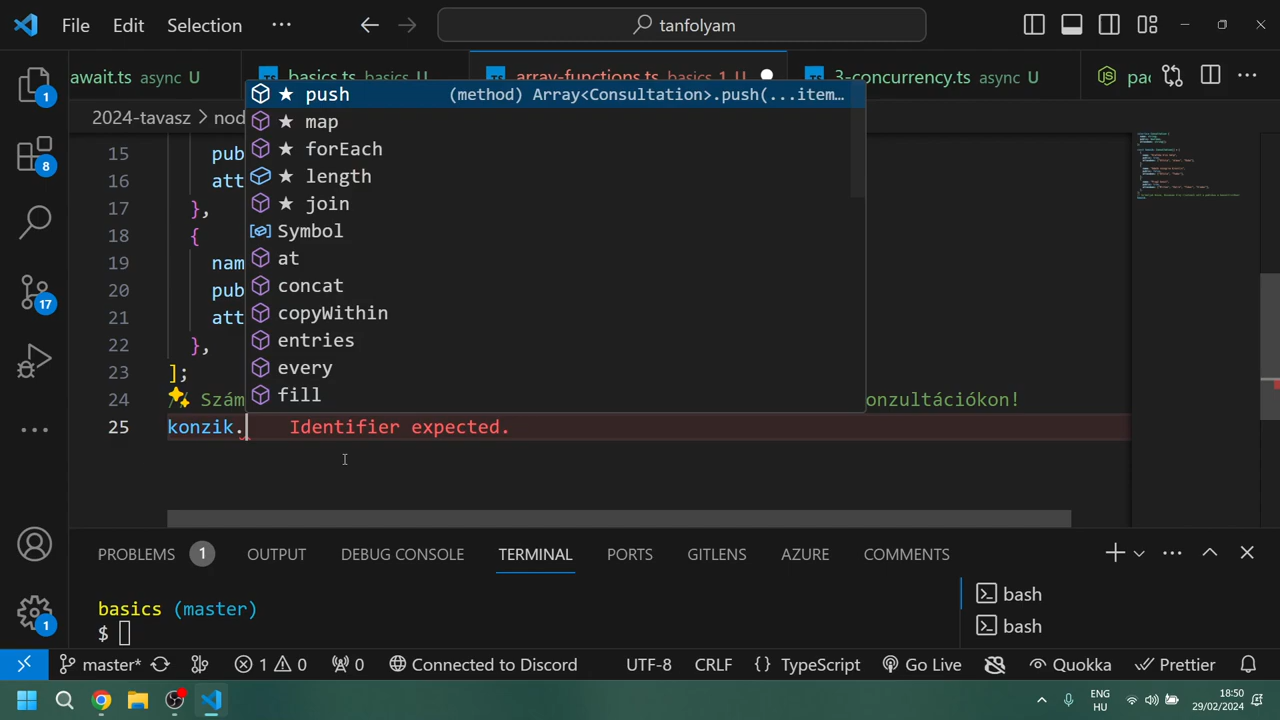 File Edit Selection ··· tanfolyam
await.ts async U basics.ts basics U array-functions.ts basics 1, U 3-concurrency.ts async U pac
2024-tavasz nod
push (method) Array<Consultation>.push(...item…
map
forEach
length
join
Symbol
at
concat
copyWithin
entries
every
fill
15 pub
16 att
17 },
18 {
19 nam
20 pub
21 att
22 },
23 ];
24 // Szám onzultációkon!
25 konzik. Identifier expected.
PROBLEMS 1 OUTPUT DEBUG CONSOLE TERMINAL PORTS GITLENS AZURE COMMENTS
basics (master)
$
bash
bash
1
8
17
1
master* 1 0 0 Connected to Discord UTF-8 CRLF {} TypeScript Go Live Quokka Prettier
ENG
HU
18:50
29/02/2024